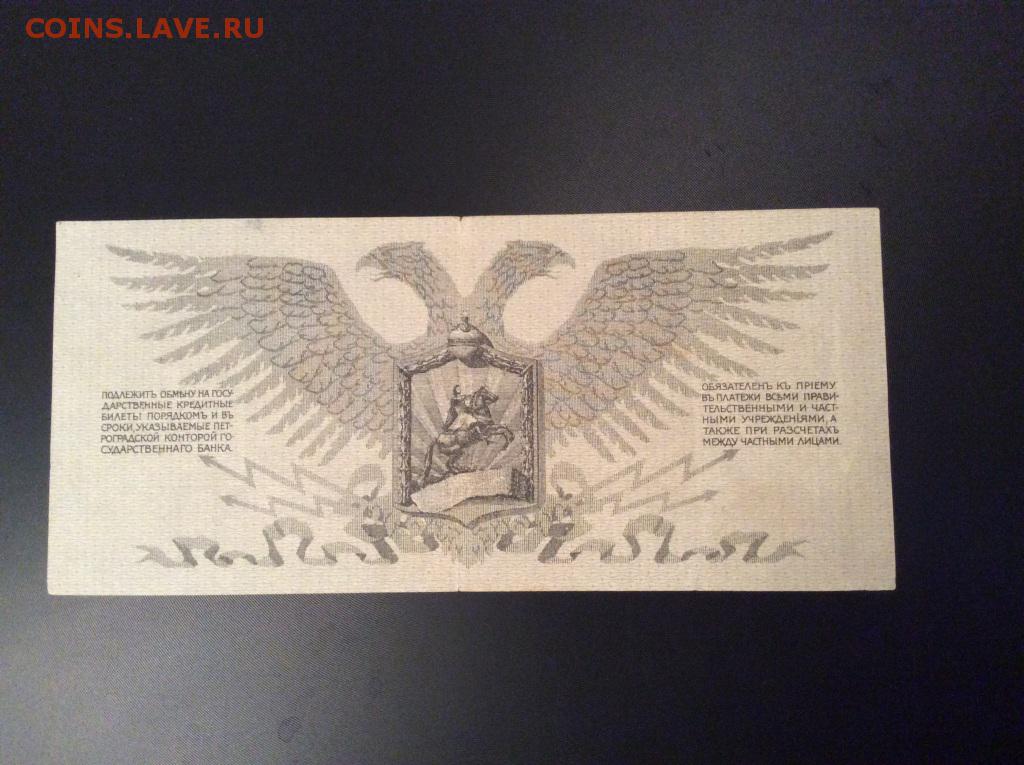 COINS.LAVE.RU
ПОДЛЕЖИТЪ ОБМѢНУ НА ГОСУ-
ДАРСТВЕННЫЕ КРЕДИТНЫЕ
БИЛЕТЫ ПОРЯДКОМЪ И ВЪ
СРОКИ, УКАЗЫВАЕМЫЕ ПЕТ-
РОГРАДСКОЙ КОНТОРОЙ ГО-
СУДАРСТВЕННАГО БАНКА.
ОБЯЗАТЕЛЕНЪ КЪ ПРІЕМУ
ВЪ ПЛАТЕЖИ ВСѢМИ ПРАВИ-
ТЕЛЬСТВЕННЫМИ И ЧАСТ-
НЫМИ УЧРЕЖДЕНІЯМИ, А
ТАКЖЕ ПРИ РАЗСЧЕТАХЪ
МЕЖДУ ЧАСТНЫМИ ЛИЦАМИ.